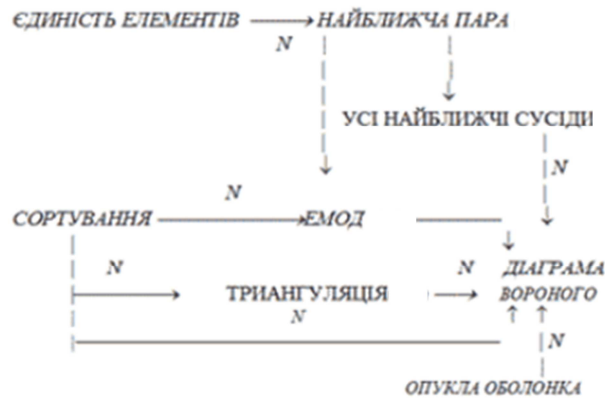 ЄДИНІСТЬ ЕЛЕМЕНТІВ НАЙБЛИЖЧА ПАРА
N
УСІ НАЙБЛИЖЧІ СУСІДИ
N
N
СОРТУВАННЯ ЕМОД
N N ДІАГРАМА
ТРИАНГУЛЯЦІЯ ВОРОНОГО
N
N
ОПУКЛА ОБОЛОНКА